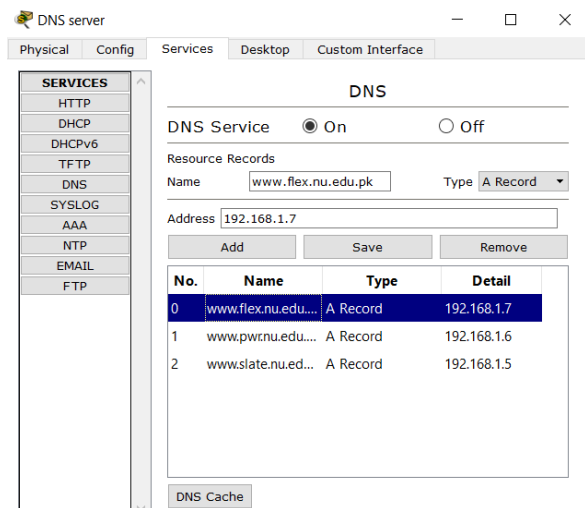 DNS server
Physical Config Services Desktop Custom Interface
SERVICES
HTTP
DHCP
DHCPv6
TFTP
DNS
SYSLOG
AAA
NTP
EMAIL
FTP
DNS
DNS Service On Off
Resource Records
Name www.flex.nu.edu.pk Type A Record
Address 192.168.1.7
Add Save Remove
No. Name Type Detail
0 www.flex.nu.edu.... A Record 192.168.1.7
1 www.pwr.nu.edu.... A Record 192.168.1.6
2 www.slate.nu.ed... A Record 192.168.1.5
DNS Cache